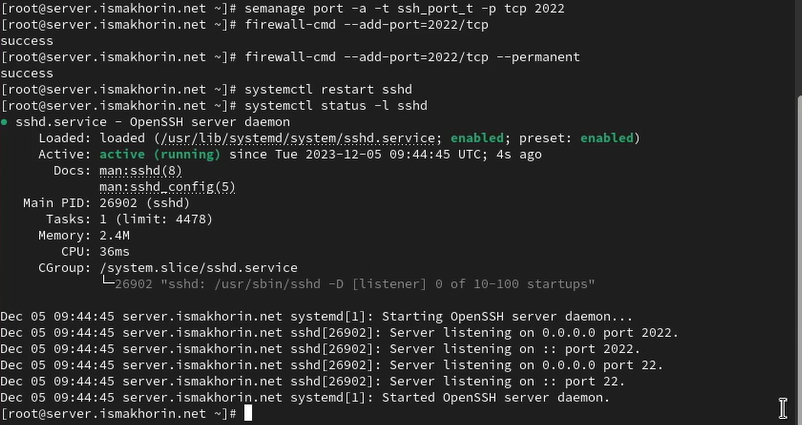 [root@server.ismakhorin.net ~]# semanage port -a -t ssh_port_t -p tcp 2022
[root@server.ismakhorin.net ~]# firewall-cmd --add-port=2022/tcp
success
[root@server.ismakhorin.net ~]# firewall-cmd --add-port=2022/tcp --permanent
success
[root@server.ismakhorin.net ~]# systemctl restart sshd
[root@server.ismakhorin.net ~]# systemctl status -l sshd
● sshd.service - OpenSSH server daemon
     Loaded: loaded (/usr/lib/systemd/system/sshd.service; enabled; preset: enabled)
     Active: active (running) since Tue 2023-12-05 09:44:45 UTC; 4s ago
       Docs: man:sshd(8)
             man:sshd_config(5)
   Main PID: 26902 (sshd)
      Tasks: 1 (limit: 4478)
     Memory: 2.4M
        CPU: 36ms
     CGroup: /system.slice/sshd.service
             └─26902 "sshd: /usr/sbin/sshd -D [listener] 0 of 10-100 startups"
Dec 05 09:44:45 server.ismakhorin.net systemd[1]: Starting OpenSSH server daemon...
Dec 05 09:44:45 server.ismakhorin.net sshd[26902]: Server listening on 0.0.0.0 port 2022.
Dec 05 09:44:45 server.ismakhorin.net sshd[26902]: Server listening on :: port 2022.
Dec 05 09:44:45 server.ismakhorin.net sshd[26902]: Server listening on 0.0.0.0 port 22.
Dec 05 09:44:45 server.ismakhorin.net sshd[26902]: Server listening on :: port 22.
Dec 05 09:44:45 server.ismakhorin.net systemd[1]: Started OpenSSH server daemon.
[root@server.ismakhorin.net ~]#